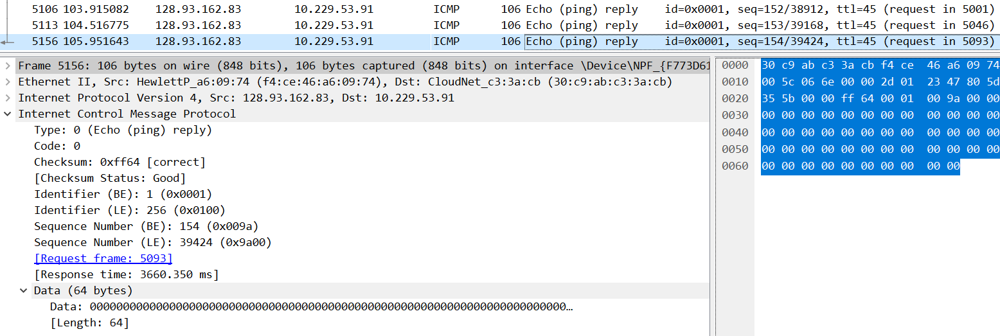 5106 103.915082 128.93.162.83 10.229.53.91 ICMP 106 Echo (ping) reply id=0x0001, seq=152/38912, ttl=45 (request in 5001)
5113 104.516775 128.93.162.83 10.229.53.91 ICMP 106 Echo (ping) reply id=0x0001, seq=153/39168, ttl=45 (request in 5046)
5156 105.951643 128.93.162.83 10.229.53.91 ICMP 106 Echo (ping) reply id=0x0001, seq=154/39424, ttl=45 (request in 5093)
Frame 5156: 106 bytes on wire (848 bits), 106 bytes captured (848 bits) on interface \Device\NPF_{F773D61
Ethernet II, Src: HewlettP_a6:09:74 (f4:ce:46:a6:09:74), Dst: CloudNet_c3:3a:cb (30:c9:ab:c3:3a:cb)
Internet Protocol Version 4, Src: 128.93.162.83, Dst: 10.229.53.91
Internet Control Message Protocol
Type: 0 (Echo (ping) reply)
Code: 0
Checksum: 0xff64 [correct]
[Checksum Status: Good]
Identifier (BE): 1 (0x0001)
Identifier (LE): 256 (0x0100)
Sequence Number (BE): 154 (0x009a)
Sequence Number (LE): 39424 (0x9a00)
[Request frame: 5093]
[Response time: 3660.350 ms]
Data (64 bytes)
Data: 000000000000000000000000000000000000000000000000000000000000000000000000…
[Length: 64]
0000 30 c9 ab c3 3a cb f4 ce 46 a6 09 74
0010 00 5c 06 6e 00 00 2d 01 23 47 80 5d
0020 35 5b 00 00 ff 64 00 01 00 9a 00 00
0030 00 00 00 00 00 00 00 00 00 00 00 00
0040 00 00 00 00 00 00 00 00 00 00 00 00
0050 00 00 00 00 00 00 00 00 00 00 00 00
0060 00 00 00 00 00 00 00 00 00 00